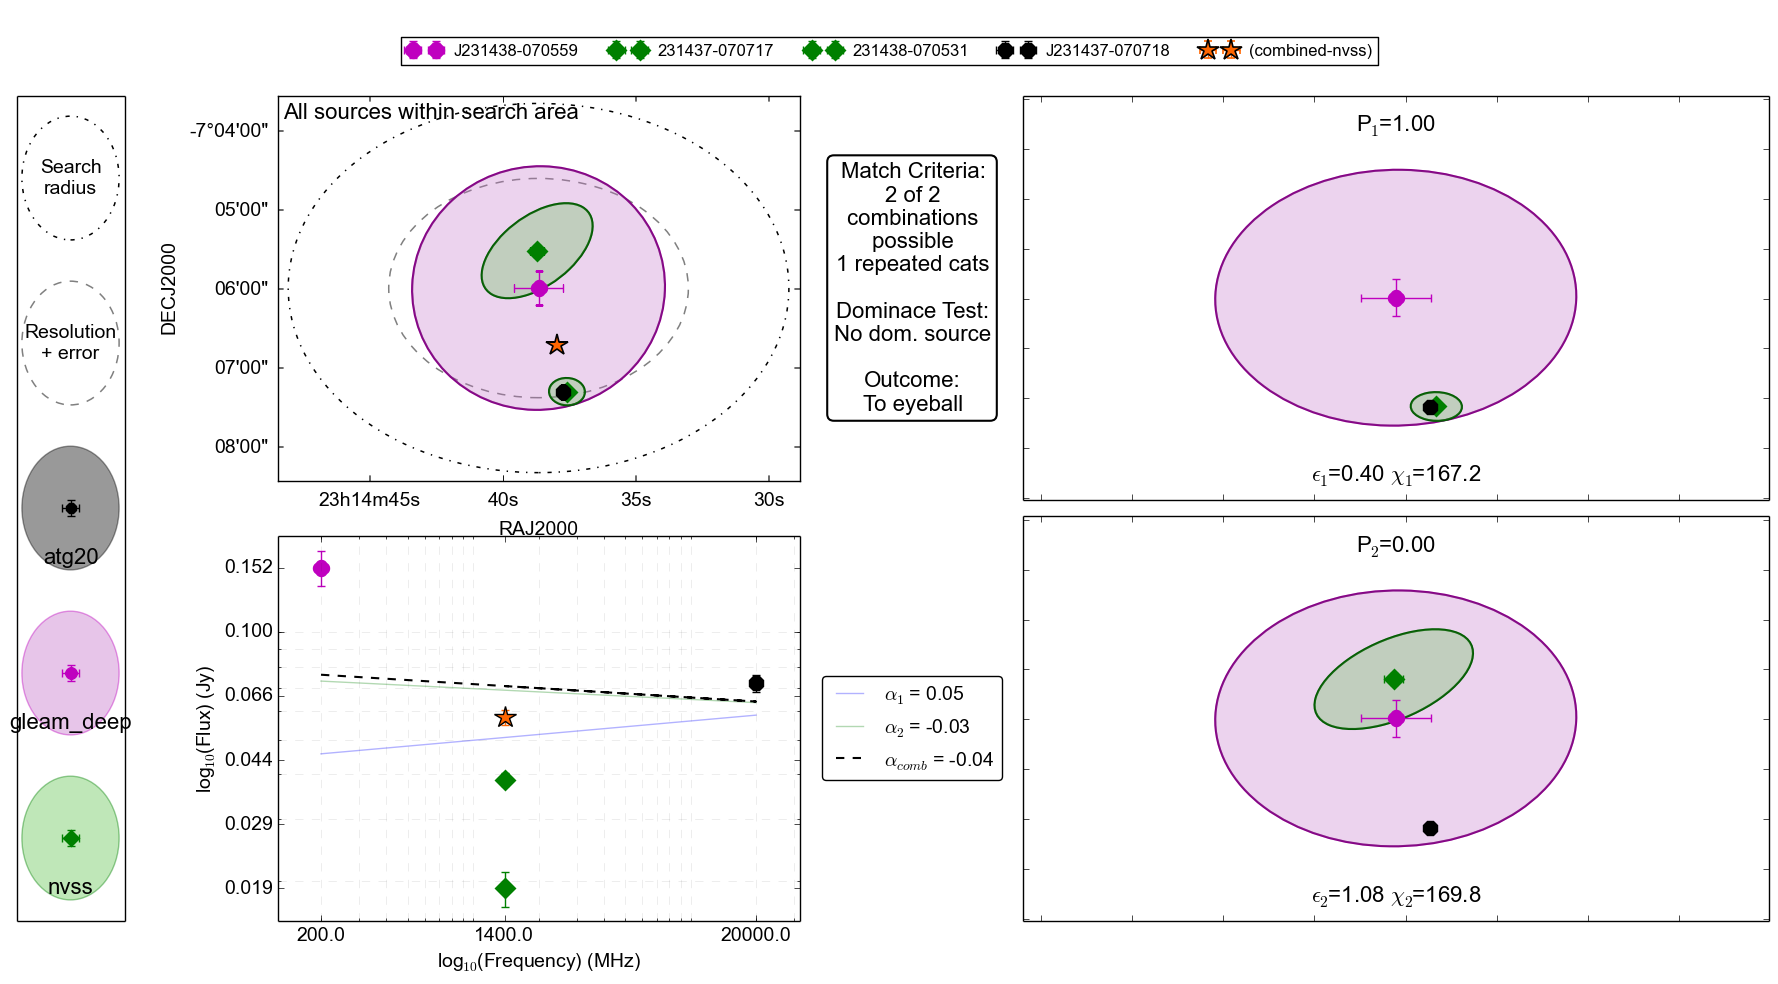 J231438-070559 231437-070717 231438-070531 J231437-070718 (combined-nvss)
Search
radius
Resolution
+ error
atg20
gleam_deep
nvss
All sources within search area
DECJ2000
-7°04'00"
05'00"
06'00"
07'00"
08'00"
23h14m45s 40s 35s 30s
RAJ2000
Match Criteria:
2 of 2
combinations
possible
1 repeated cats
Dominace Test:
No dom. source
Outcome:
To eyeball
P1=1.00
ϵ1=0.40 χ1=167.2
log10(Flux) (Jy)
0.152
0.100
0.066
0.044
0.029
0.019
200.0 1400.0 20000.0
log10(Frequency) (MHz)
α1 = 0.05
α2 = -0.03
αcomb = -0.04
P2=0.00
ϵ2=1.08 χ2=169.8